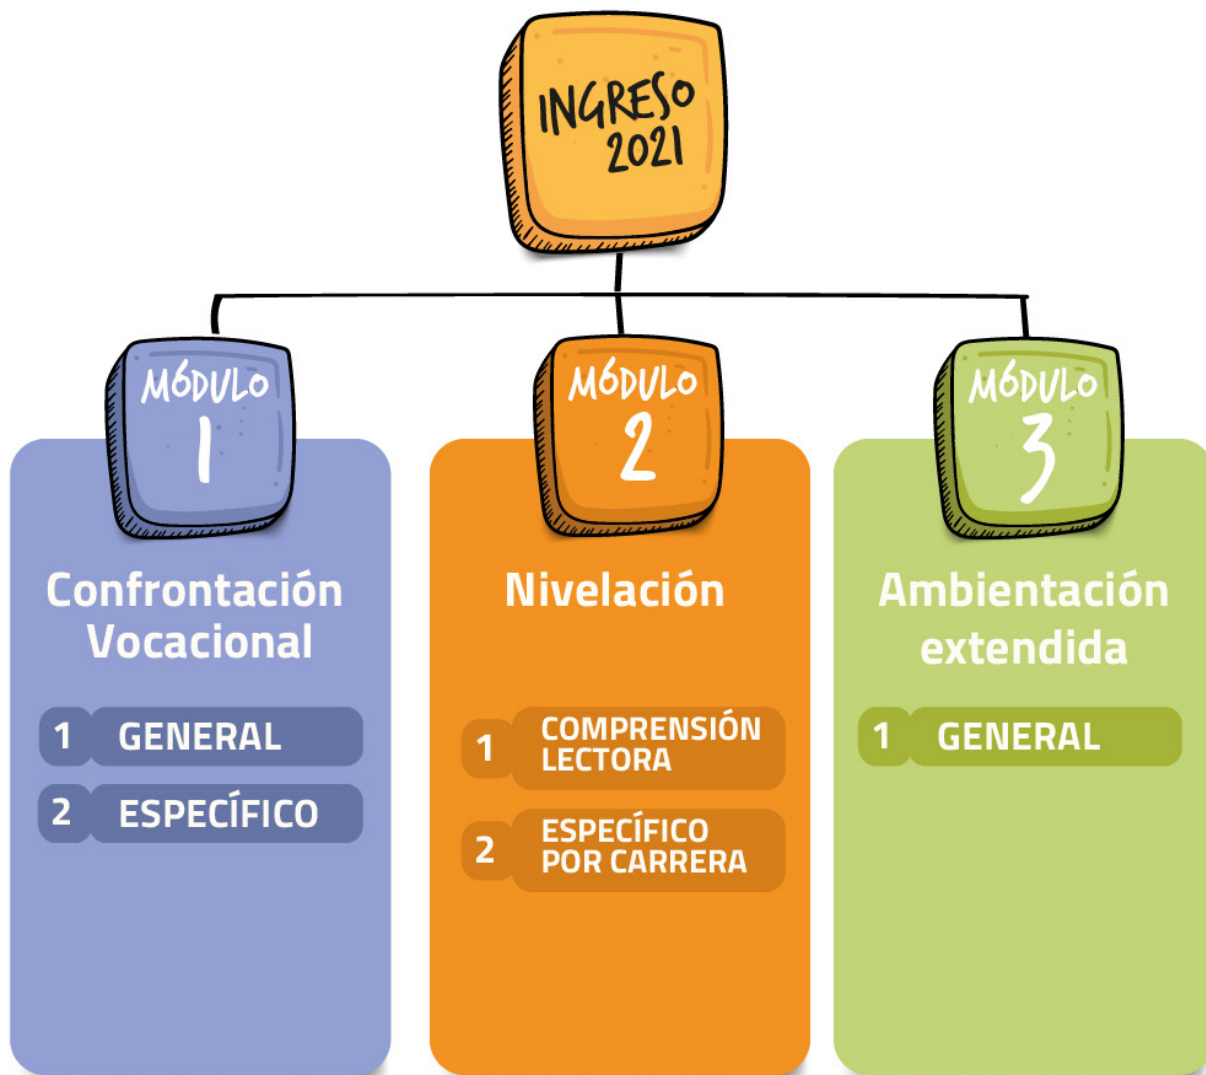 INGRESO
2021
MÓDULO
1
Confrontación
Vocacional
1 GENERAL
2 ESPECÍFICO
MÓDULO
2
Nivelación
1 COMPRENSIÓN
LECTORA
2 ESPECÍFICO
POR CARRERA
MÓDULO
3
Ambientación
extendida
1 GENERAL